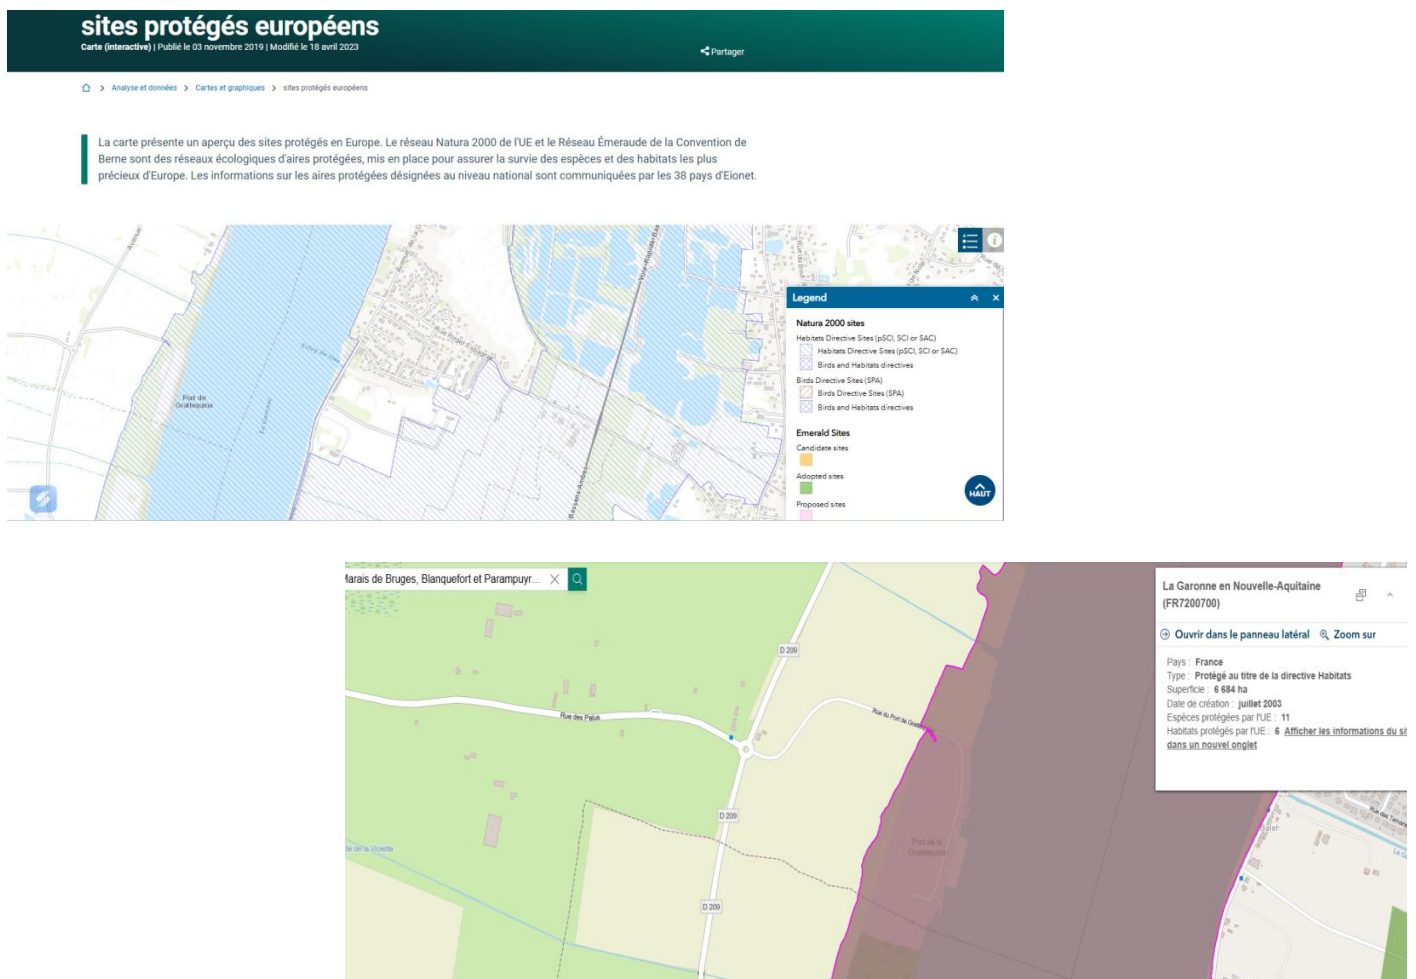 sites protégés européens
Carte (interactive) | Publié le 03 novembre 2019 | Modifié le 18 avril 2023
Partager
Analyse et données > Cartes et graphiques > sites protégés européens
La carte présente un aperçu des sites protégés en Europe. Le réseau Natura 2000 de l'UE et le Réseau Émeraude de la Convention de
Berne sont des réseaux écologiques d'aires protégées, mis en place pour assurer la survie des espèces et des habitats les plus
précieux d'Europe. Les informations sur les aires protégées désignées au niveau national sont communiquées par les 38 pays d'Eionet.
Avenue
Port de
Grattequina
La Garonne
Legend
Natura 2000 sites
Habitats Directive Sites (pSCI, SCI or SAC)
Habitats Directive Sites (pSCI, SCI or SAC)
Birds and Habitats directives
Birds Directive Sites (SPA)
Birds Directive Sites (SPA)
Birds and Habitats directives
Emerald Sites
Candidate sites
Adopted sites
Proposed sites
HAUT
Marais de Bruges, Blanquefort et Parampuyr...
La Garonne en Nouvelle-Aquitaine
(FR7200700)
Ouvrir dans le panneau latéral
Zoom sur
Pays : France
Type : Protégé au titre de la directive Habitats
Superficie : 6 684 ha
Date de création : juillet 2003
Espèces protégées par l'UE : 11
Habitats protégés par l'UE : 6 Afficher les informations du sit
dans un nouvel onglet
D 209
Rue des Palus
D 209
Port de la
Grattequina
D 209